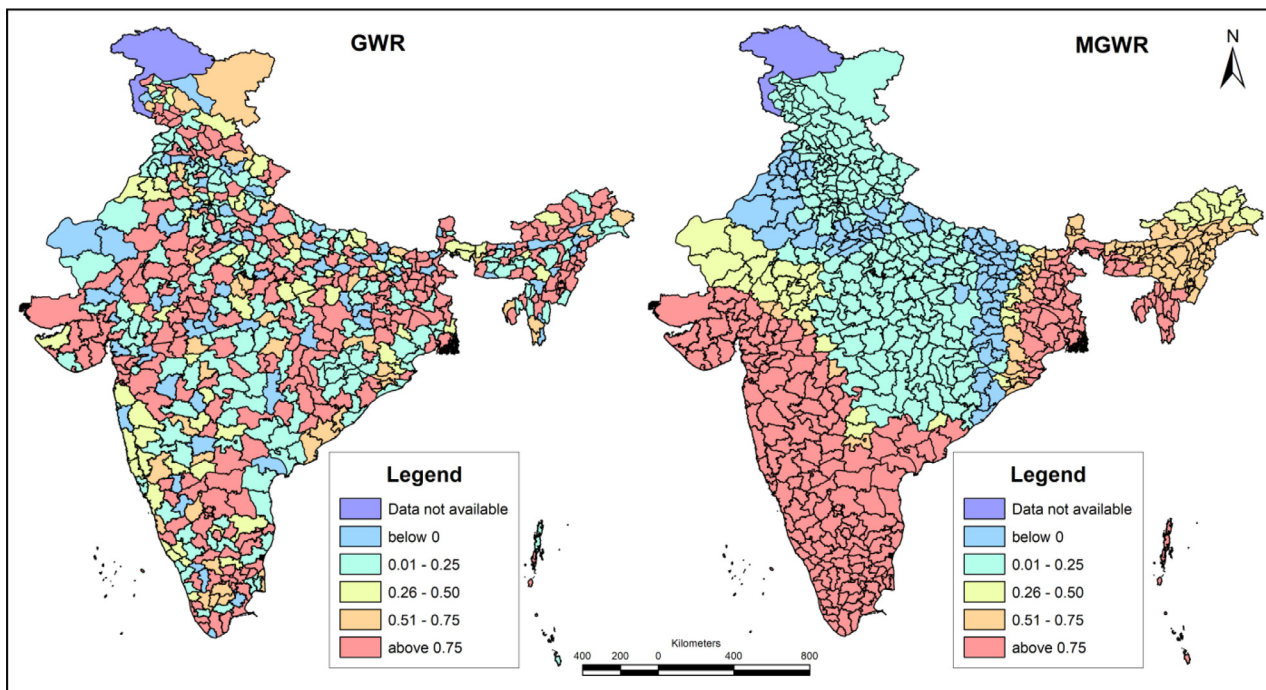 GWR
MGWR
N
Legend
Data not available
below 0
0.01 - 0.25
0.26 - 0.50
0.51 - 0.75
above 0.75
Legend
Data not available
below 0
0.01 - 0.25
0.26 - 0.50
0.51 - 0.75
above 0.75
Kilometers
400 200 0 400 800